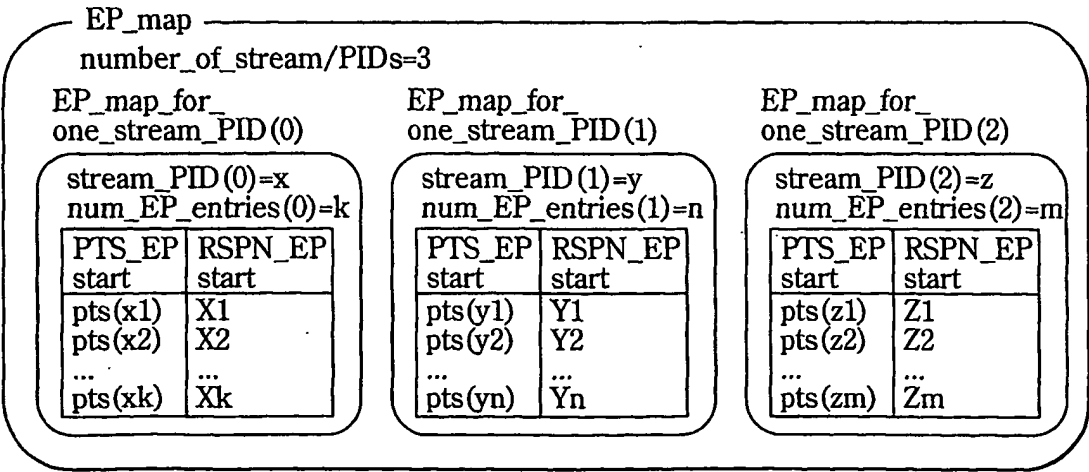 EP_map
number_of_stream/PIDs=3
EP_map_for_
one_stream_PID(0)
stream_PID(0)=x
num_EP_entries(0)=k
PTS_EP RSPN_EP
start start
pts(x1) X1
pts(x2) X2
... ...
pts(xk) Xk
EP_map_for_
one_stream_PID(1)
stream_PID(1)=y
num_EP_entries(1)=n
PTS_EP RSPN_EP
start start
pts(y1) Y1
pts(y2) Y2
... ...
pts(yn) Yn
EP_map_for_
one_stream_PID(2)
stream_PID(2)=z
num_EP_entries(2)=m
PTS_EP RSPN_EP
start start
pts(z1) Z1
pts(z2) Z2
... ...
pts(zm) Zm